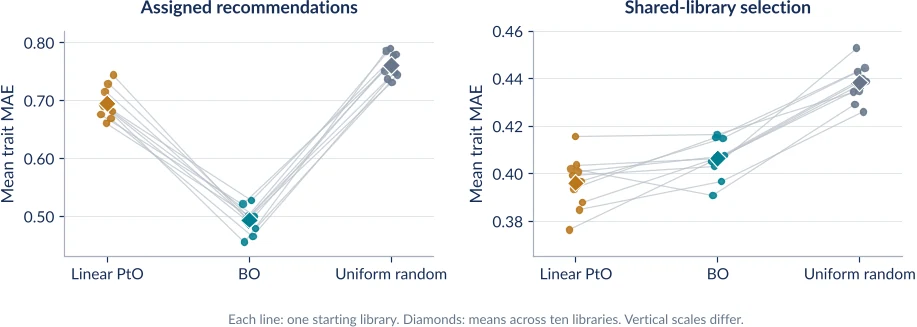 Assigned recommendations
Mean trait MAE
0.80
0.70
0.60
0.50
Linear PtO
BO
Uniform random
Shared-library selection
Mean trait MAE
0.46
0.44
0.42
0.40
0.38
Linear PtO
BO
Uniform random
Each line: one starting library. Diamonds: means across ten libraries. Vertical scales differ.